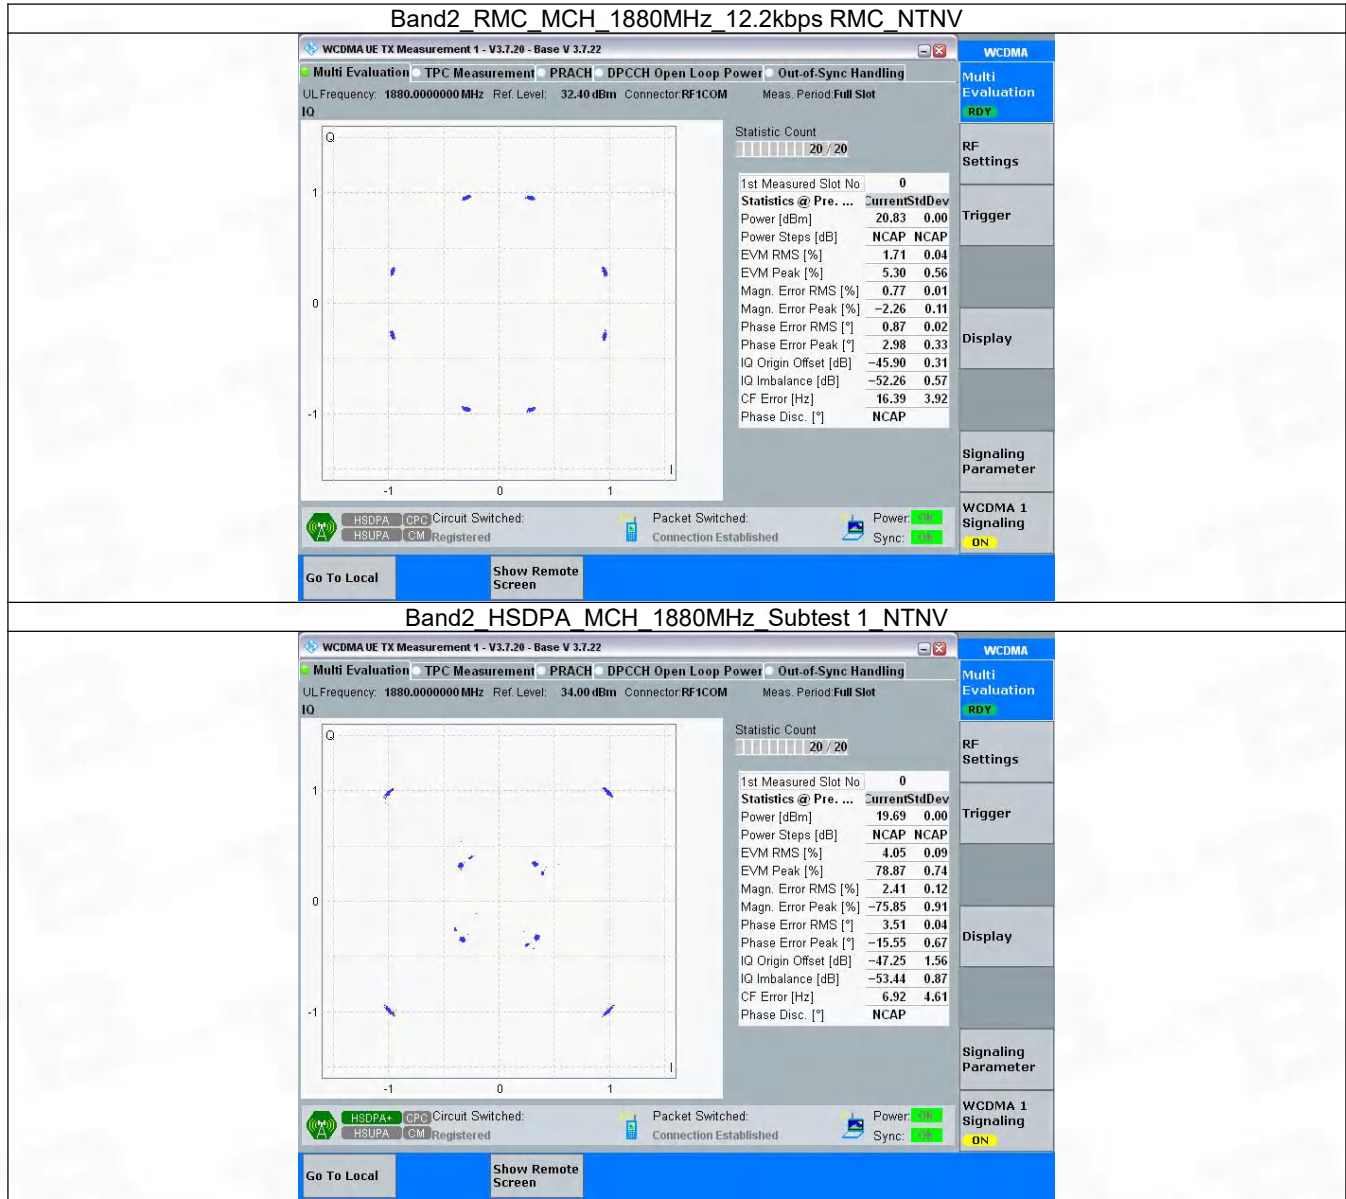 Band2_RMC_MCH_1880MHz_12.2kbps RMC_NTNV
WCDMA UE TX Measurement 1 - V3.7.20 - Base V 3.7.22
WCDMA
Multi Evaluation TPC Measurement PRACH DPCCH Open Loop Power Out-of-Sync Handling
Multi Evaluation
RDY
UL Frequency: 1880.0000000 MHz Ref. Level: 32.40 dBm Connector: RF1COM Meas. Period: Full Slot
IQ
Q
Statistic Count
20 / 20
RF Settings
1st Measured Slot No 0
Statistics @ Pre. ... Current StdDev
Power [dBm] 20.83 0.00
Trigger
Power Steps [dB] NCAP NCAP
EVM RMS [%] 1.71 0.04
EVM Peak [%] 5.30 0.56
Magn. Error RMS [%] 0.77 0.01
Magn. Error Peak [%] −2.26 0.11
Phase Error RMS [°] 0.87 0.02
Phase Error Peak [°] 2.98 0.33
Display
IQ Origin Offset [dB] −45.90 0.31
IQ Imbalance [dB] −52.26 0.57
CF Error [Hz] 16.39 3.92
Phase Disc. [°] NCAP
1
0
-1
I
-1 0 1
Signaling Parameter
HSDPA CPC Circuit Switched: Packet Switched: Power: OK
HSUPA CM Registered Connection Established Sync: OK
WCDMA 1 Signaling
ON
Go To Local
Show Remote Screen
Band2_HSDPA_MCH_1880MHz_Subtest 1_NTNV
WCDMA UE TX Measurement 1 - V3.7.20 - Base V 3.7.22
WCDMA
Multi Evaluation TPC Measurement PRACH DPCCH Open Loop Power Out-of-Sync Handling
Multi Evaluation
RDY
UL Frequency: 1880.0000000 MHz Ref. Level: 34.00 dBm Connector: RF1COM Meas. Period: Full Slot
IQ
Q
Statistic Count
20 / 20
RF Settings
1st Measured Slot No 0
Statistics @ Pre. ... Current StdDev
Power [dBm] 19.69 0.00
Trigger
Power Steps [dB] NCAP NCAP
EVM RMS [%] 4.05 0.09
EVM Peak [%] 78.87 0.74
Magn. Error RMS [%] 2.41 0.12
Magn. Error Peak [%] −75.85 0.91
Phase Error RMS [°] 3.51 0.04
Phase Error Peak [°] −15.55 0.67
Display
IQ Origin Offset [dB] −47.25 1.56
IQ Imbalance [dB] −53.44 0.87
CF Error [Hz] 6.92 4.61
Phase Disc. [°] NCAP
1
0
-1
I
-1 0 1
Signaling Parameter
HSDPA+ CPC Circuit Switched: Packet Switched: Power: OK
HSUPA CM Registered Connection Established Sync: OK
WCDMA 1 Signaling
ON
Go To Local
Show Remote Screen